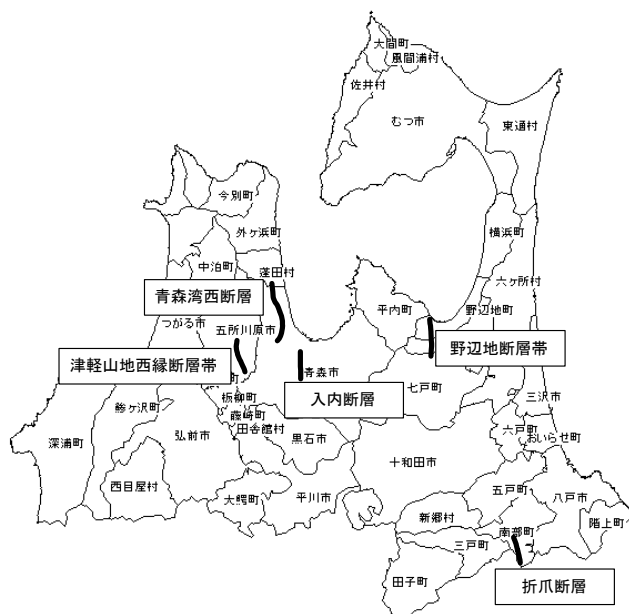 大間町
風間浦村
佐井村
むつ市
東通村
今別町
外ヶ浜町
横浜町
中泊町
蓬田村
六ヶ所村
青森湾西断層
平内町
野辺地町
つがる市
五所川原市
野辺地断層帯
津軽山地西縁断層帯
青森市
町
七戸町
板柳町
入内断層
鯵ヶ沢町
藤崎町
三沢市
田舎館村
六戸町
深浦町
弘前市
黒石市
おいらせ町
十和田市
西目屋村
五戸町
八戸市
大鰐町
平川市
新郷村
南部町
階上町
三戸町
田子町
折爪断層